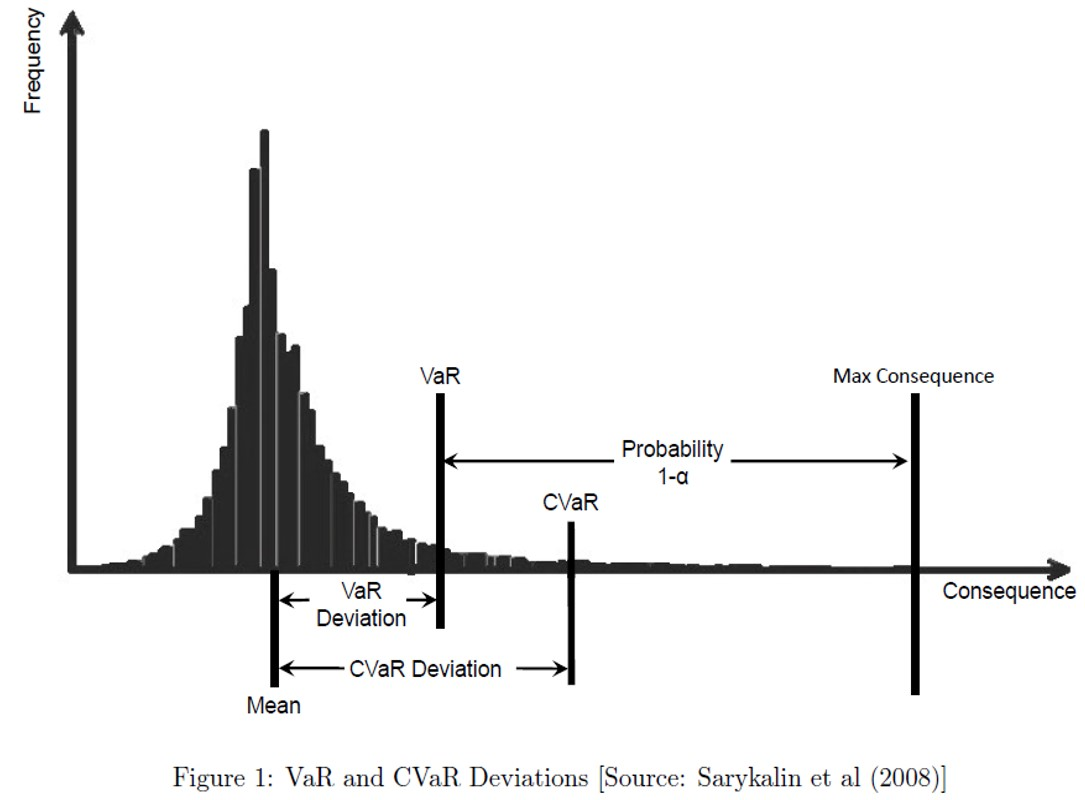 Frequency
VaR
Max Consequence
Probability
1-α
CVaR
Consequence
VaR
Deviation
CVaR Deviation
Mean
Figure 1: VaR and CVaR Deviations [Source: Sarykalin et al (2008)]